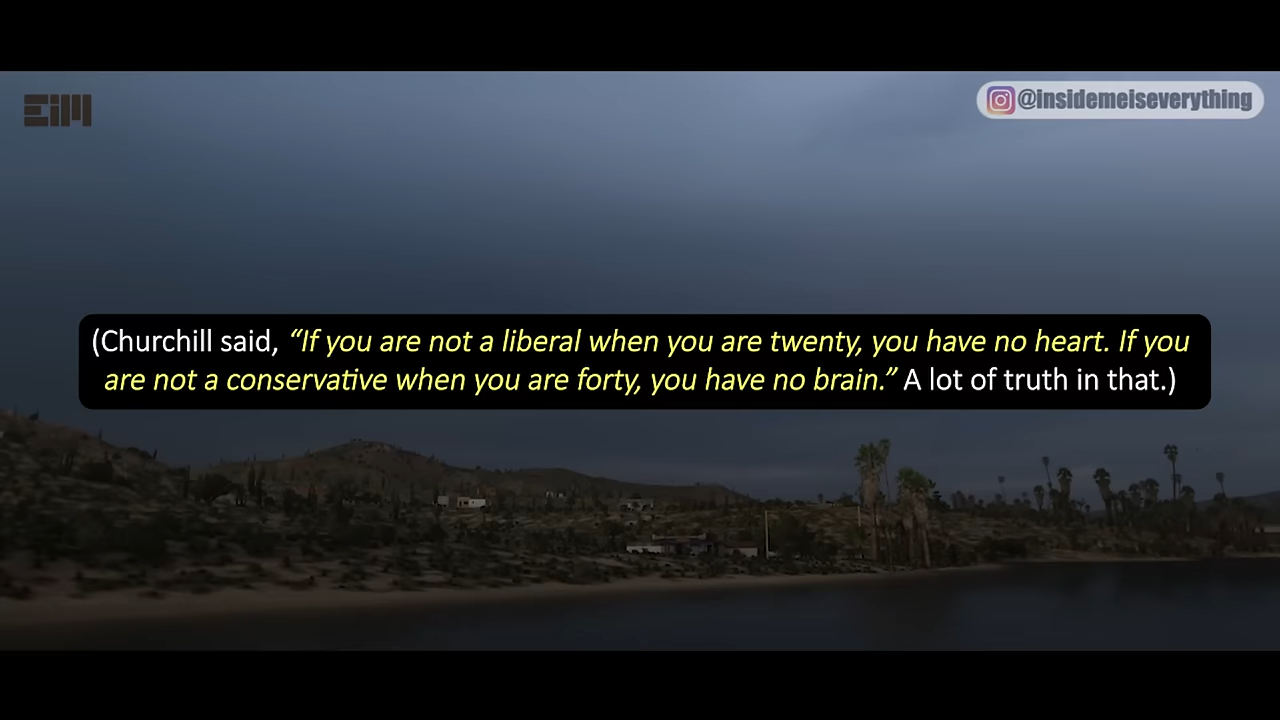 EiM
@insidemeiseverything
(Churchill said, “If you are not a liberal when you are twenty, you have no heart. If you
are not a conservative when you are forty, you have no brain.” A lot of truth in that.)